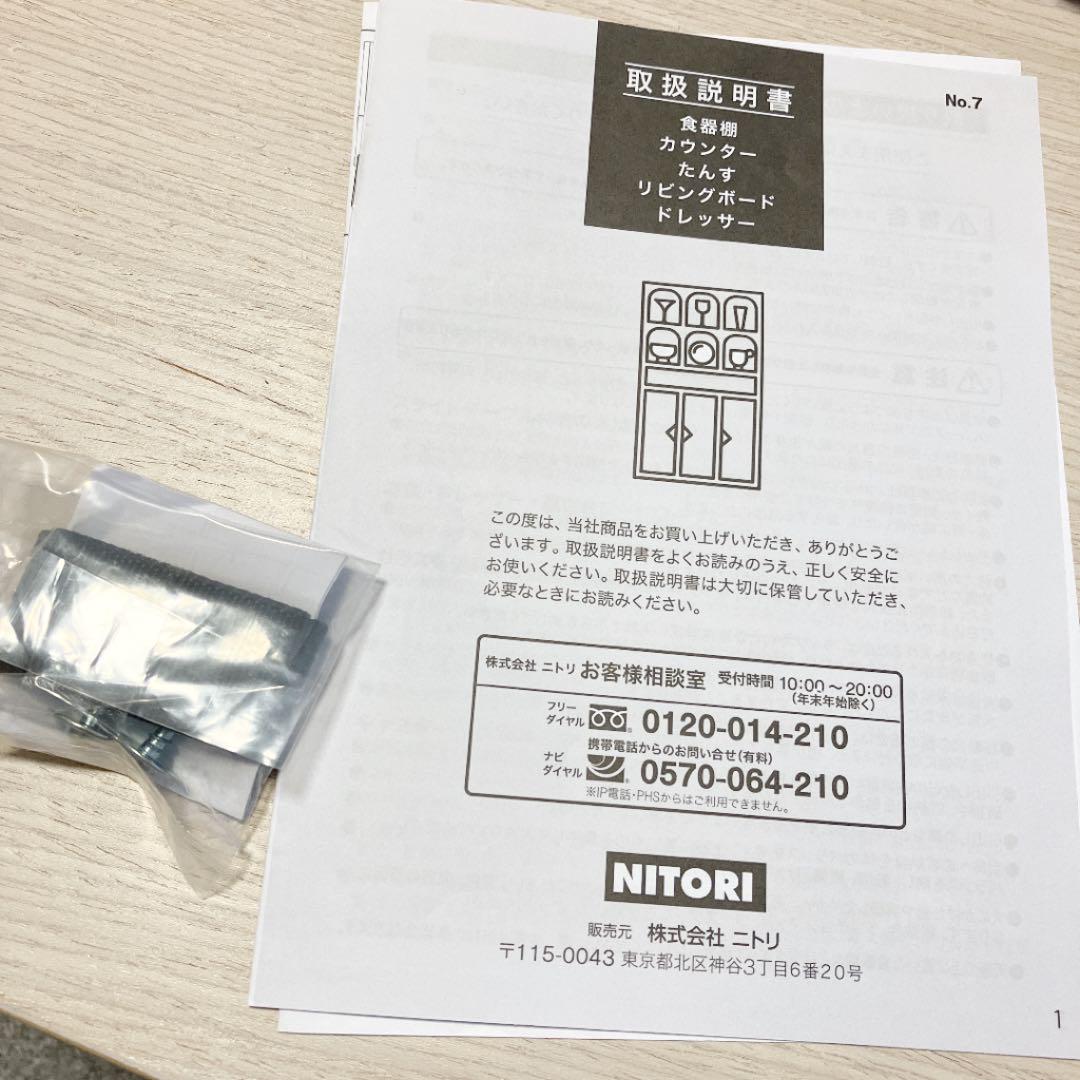 取扱説明書
食器棚
カウンター
たんす
リビングボード
ドレッサー
No.7
この度は、当社商品をお買い上げいただき、ありがとうご
ざいます。取扱説明書をよくお読みのうえ、正しく安全に
お使いください。取扱説明書は大切に保管していただき、
必要なときにお読みください。
株式会社 ニトリ お客様相談室 受付時間 10:00～20:00
(年末年始除く)
フリー
ダイヤル 0120-014-210
携帯電話からのお問い合せ(有料)
ナビ
ダイヤル 0570-064-210
※IP電話・PHSからはご利用できません。
NITORI
販売元 株式会社 ニトリ
〒115-0043 東京都北区神谷3丁目6番20号
1